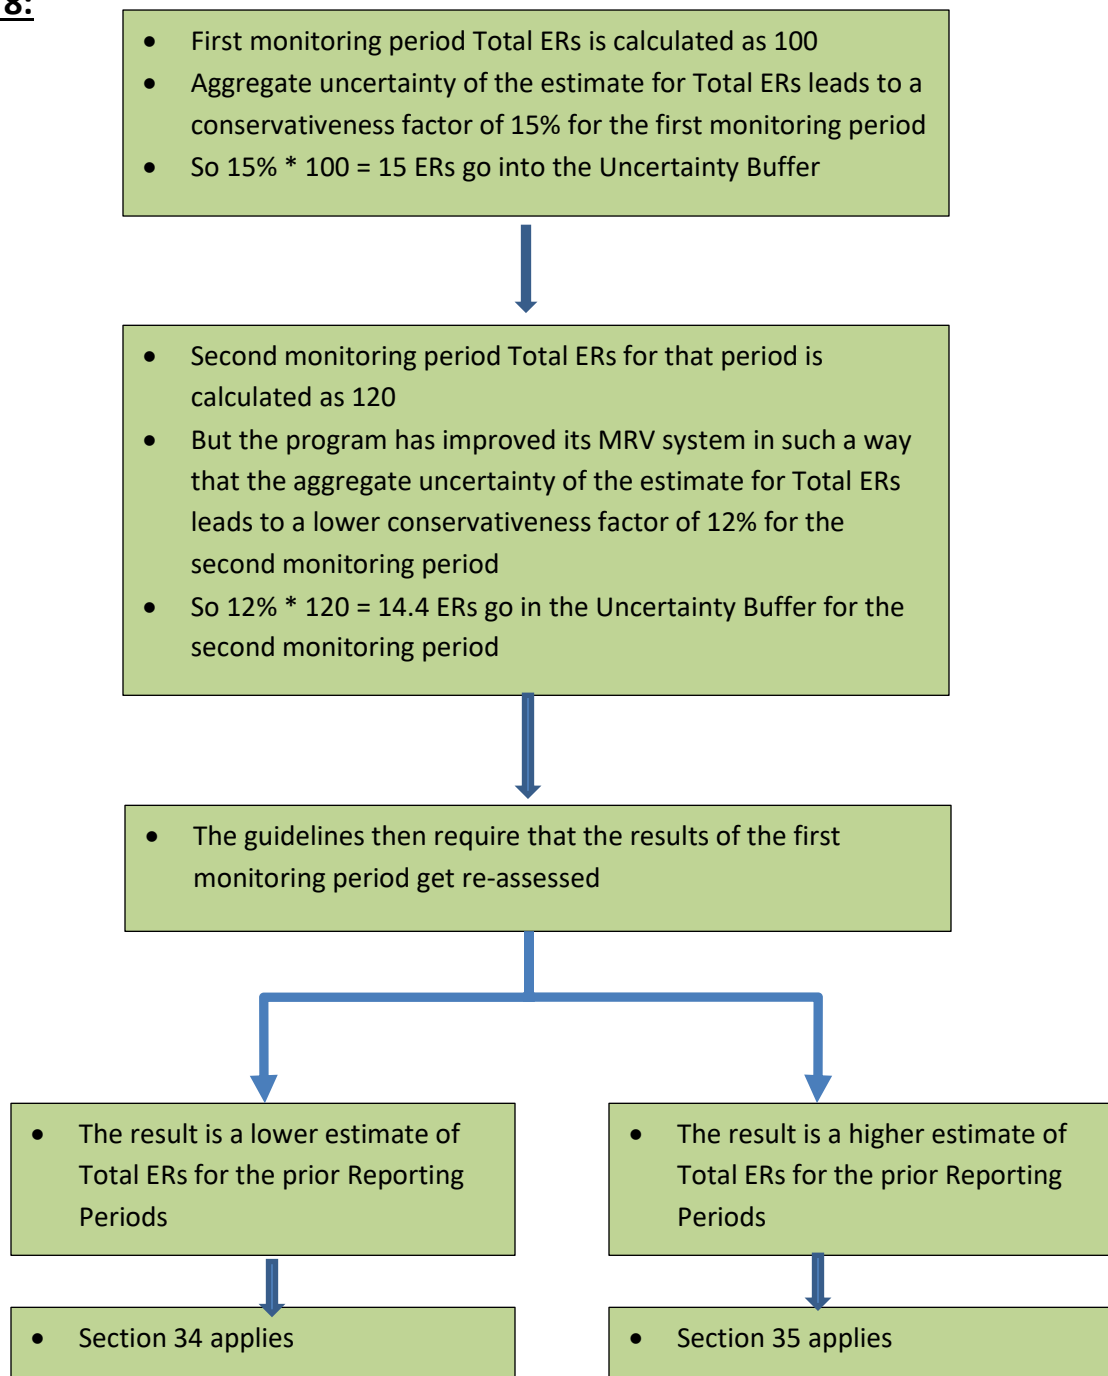 8:
• First monitoring period Total ERs is calculated as 100
• Aggregate uncertainty of the estimate for Total ERs leads to a
conservativeness factor of 15% for the first monitoring period
• So 15% * 100 = 15 ERs go into the Uncertainty Buffer
• Second monitoring period Total ERs for that period is
calculated as 120
• But the program has improved its MRV system in such a way
that the aggregate uncertainty of the estimate for Total ERs
leads to a lower conservativeness factor of 12% for the
second monitoring period
• So 12% * 120 = 14.4 ERs go in the Uncertainty Buffer for the
second monitoring period
• The guidelines then require that the results of the first
monitoring period get re-assessed
• The result is a lower estimate of
Total ERs for the prior Reporting
Periods
• The result is a higher estimate of
Total ERs for the prior Reporting
Periods
• Section 34 applies
• Section 35 applies